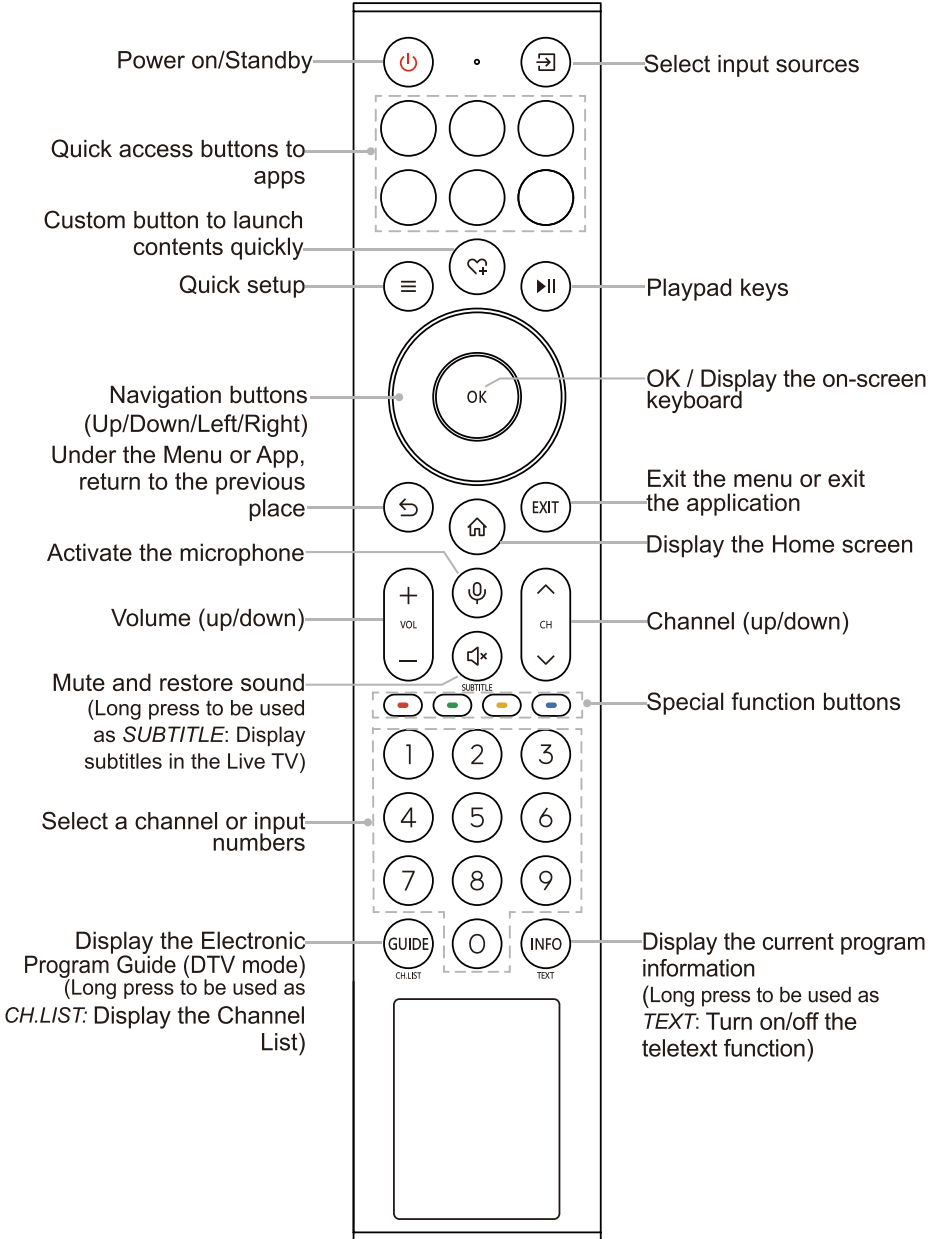 Power on/Standby
Select input sources
Quick access buttons to
apps
Custom button to launch
contents quickly
Quick setup
Playpad keys
OK
OK / Display the on-screen
keyboard
Navigation buttons
(Up/Down/Left/Right)
Under the Menu or App,
return to the previous
place
EXIT
Exit the menu or exit
the application
Display the Home screen
Activate the microphone
VOL
Volume (up/down)
CH
Channel (up/down)
SUBTITLE
Mute and restore sound
(Long press to be used
as SUBTITLE: Display
subtitles in the Live TV)
Special function buttons
1 2 3
4 5 6
7 8 9
Select a channel or input
numbers
GUIDE 0 INFO
CH.LIST TEXT
Display the Electronic
Program Guide (DTV mode)
(Long press to be used as
CH.LIST: Display the Channel
List)
Display the current program
information
(Long press to be used as
TEXT: Turn on/off the
teletext function)